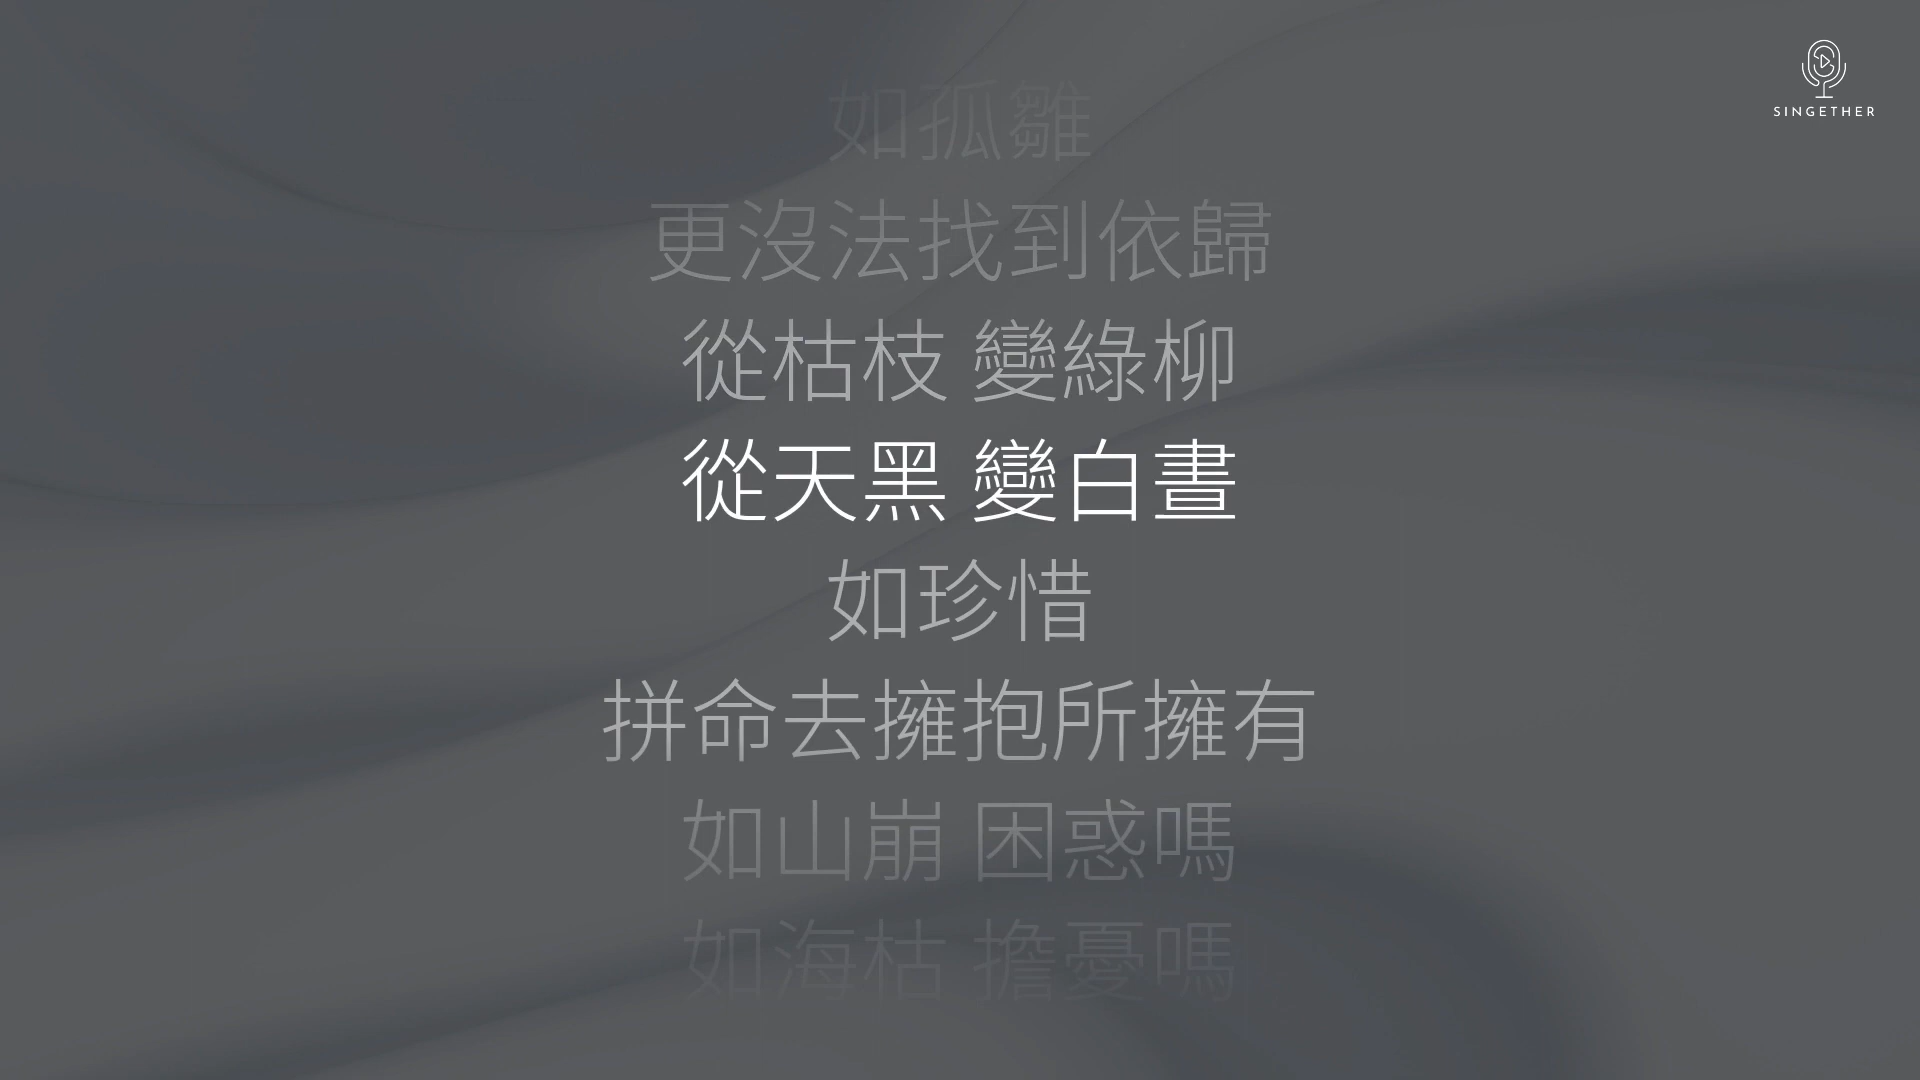 SINGETHER
如孤雛
更沒法找到依歸
從枯枝 變綠柳
從天黑 變白晝
如珍惜
拼命去擁抱所擁有
如山崩 困惑嗎
如海枯 擔憂嗎